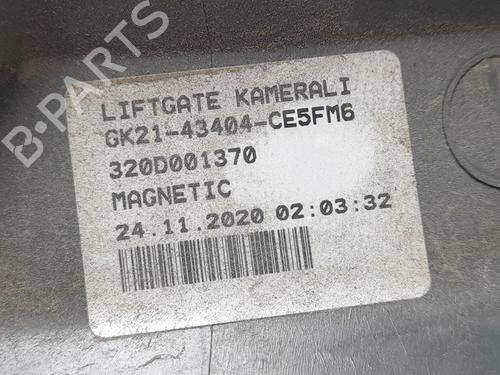 B-PARTS
LIFTGATE KAMERALI
GK21-43404-CE5FM6
320D001370
MAGNETIC
24.11.2020 02:03:32